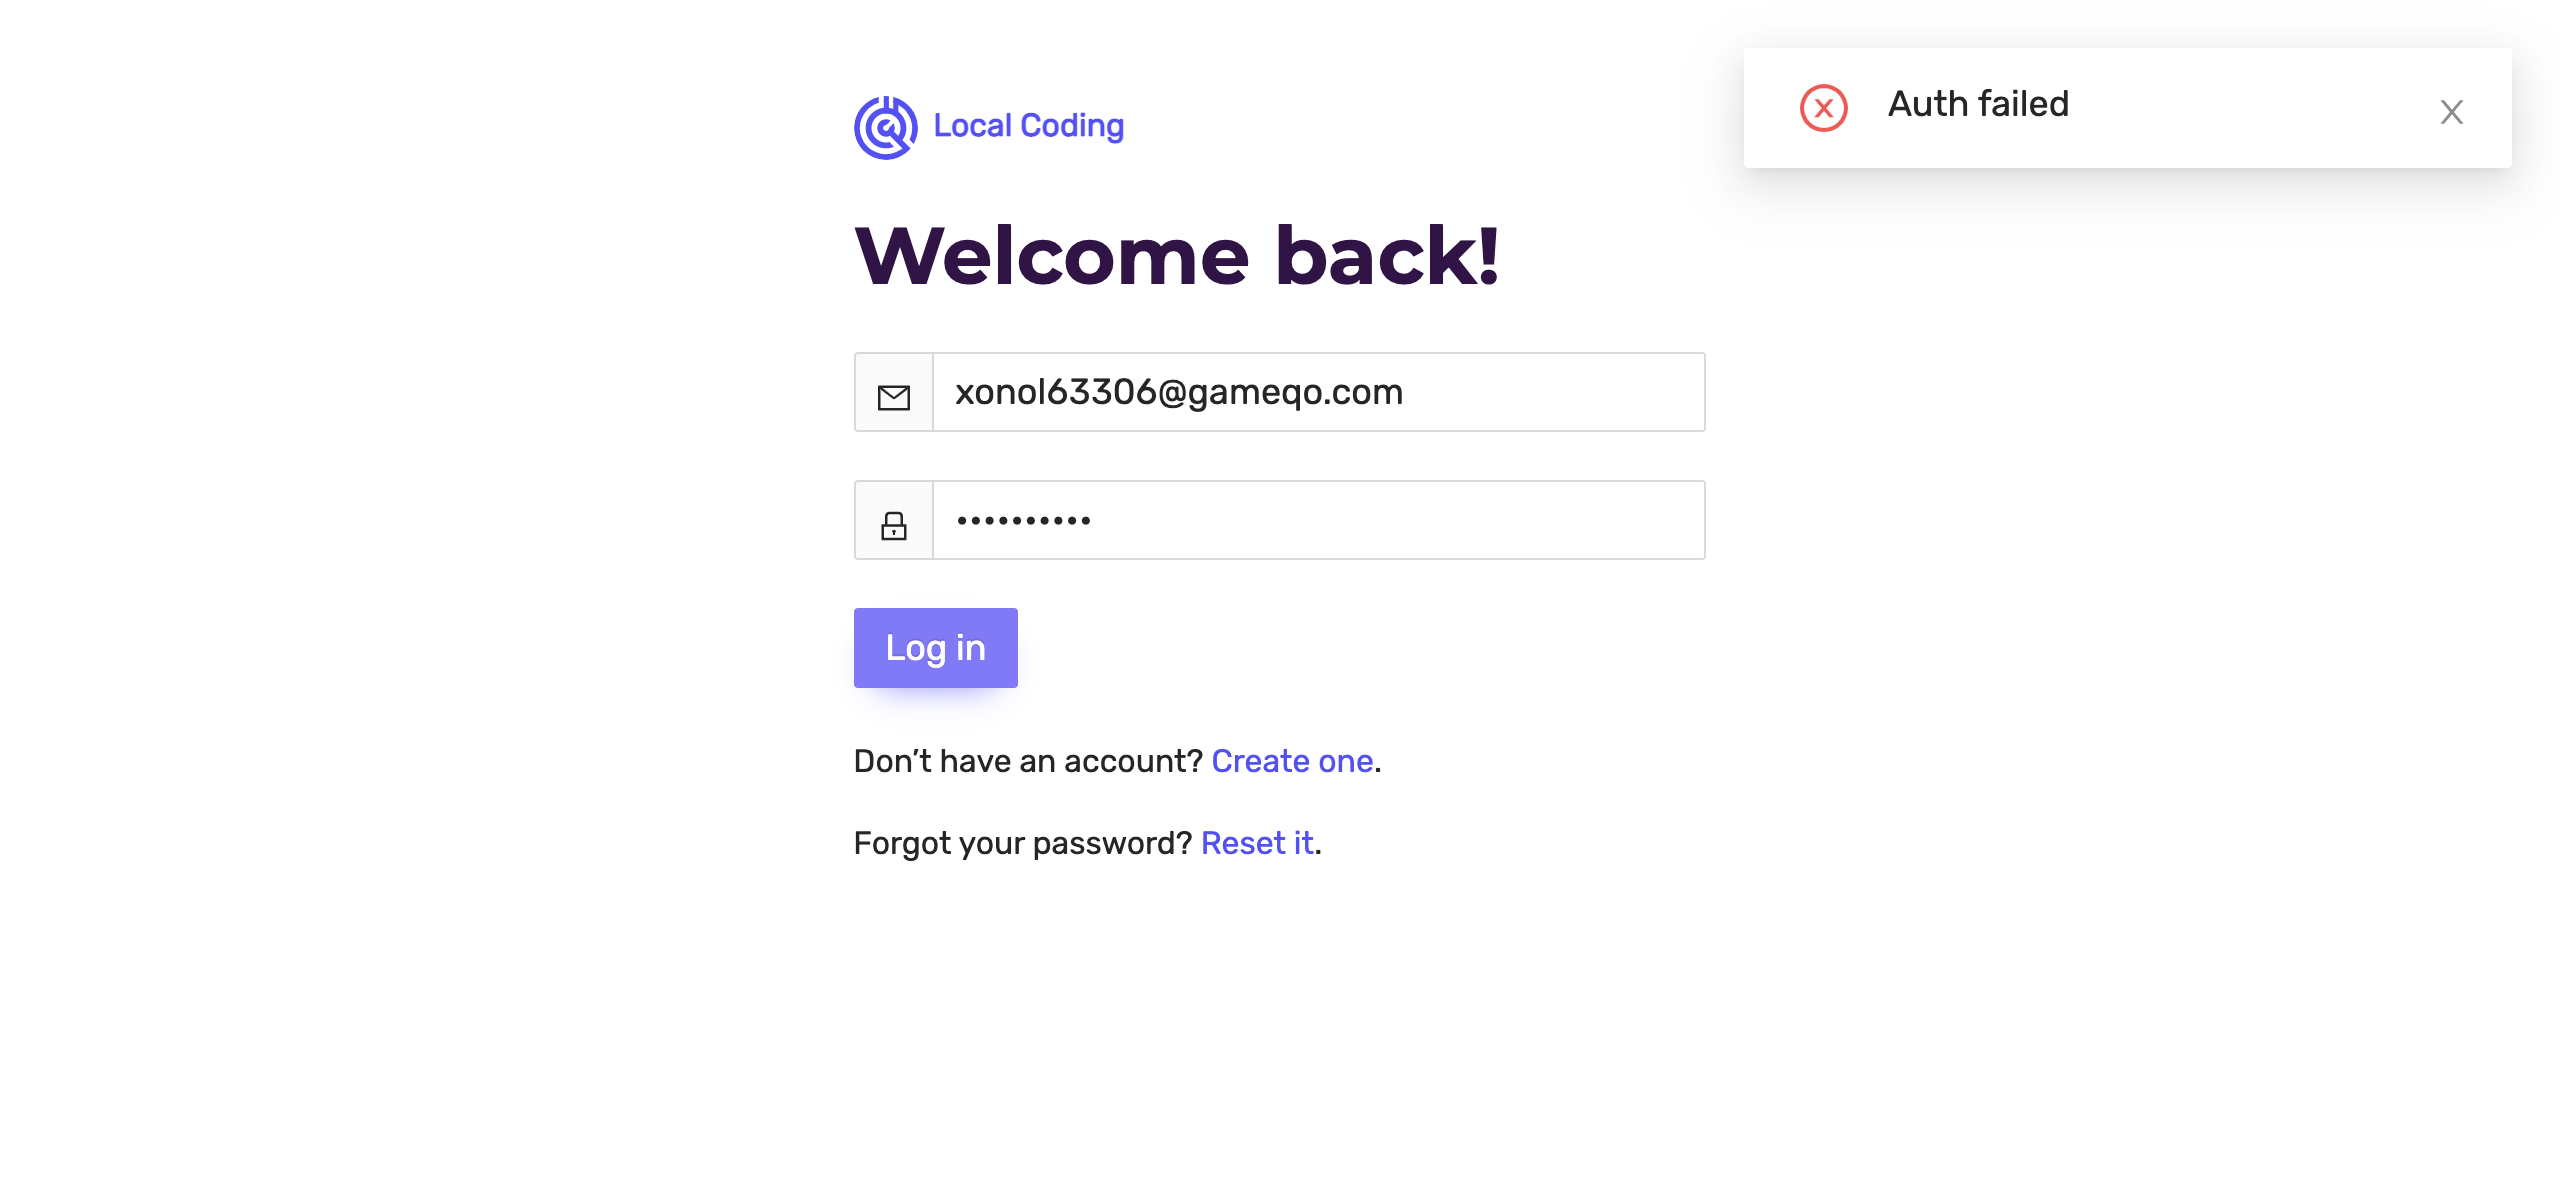 Local Coding
Auth failed
Welcome back!
xonol63306@gameqo.com
••••••••••
Log in
Don’t have an account? Create one.
Forgot your password? Reset it.